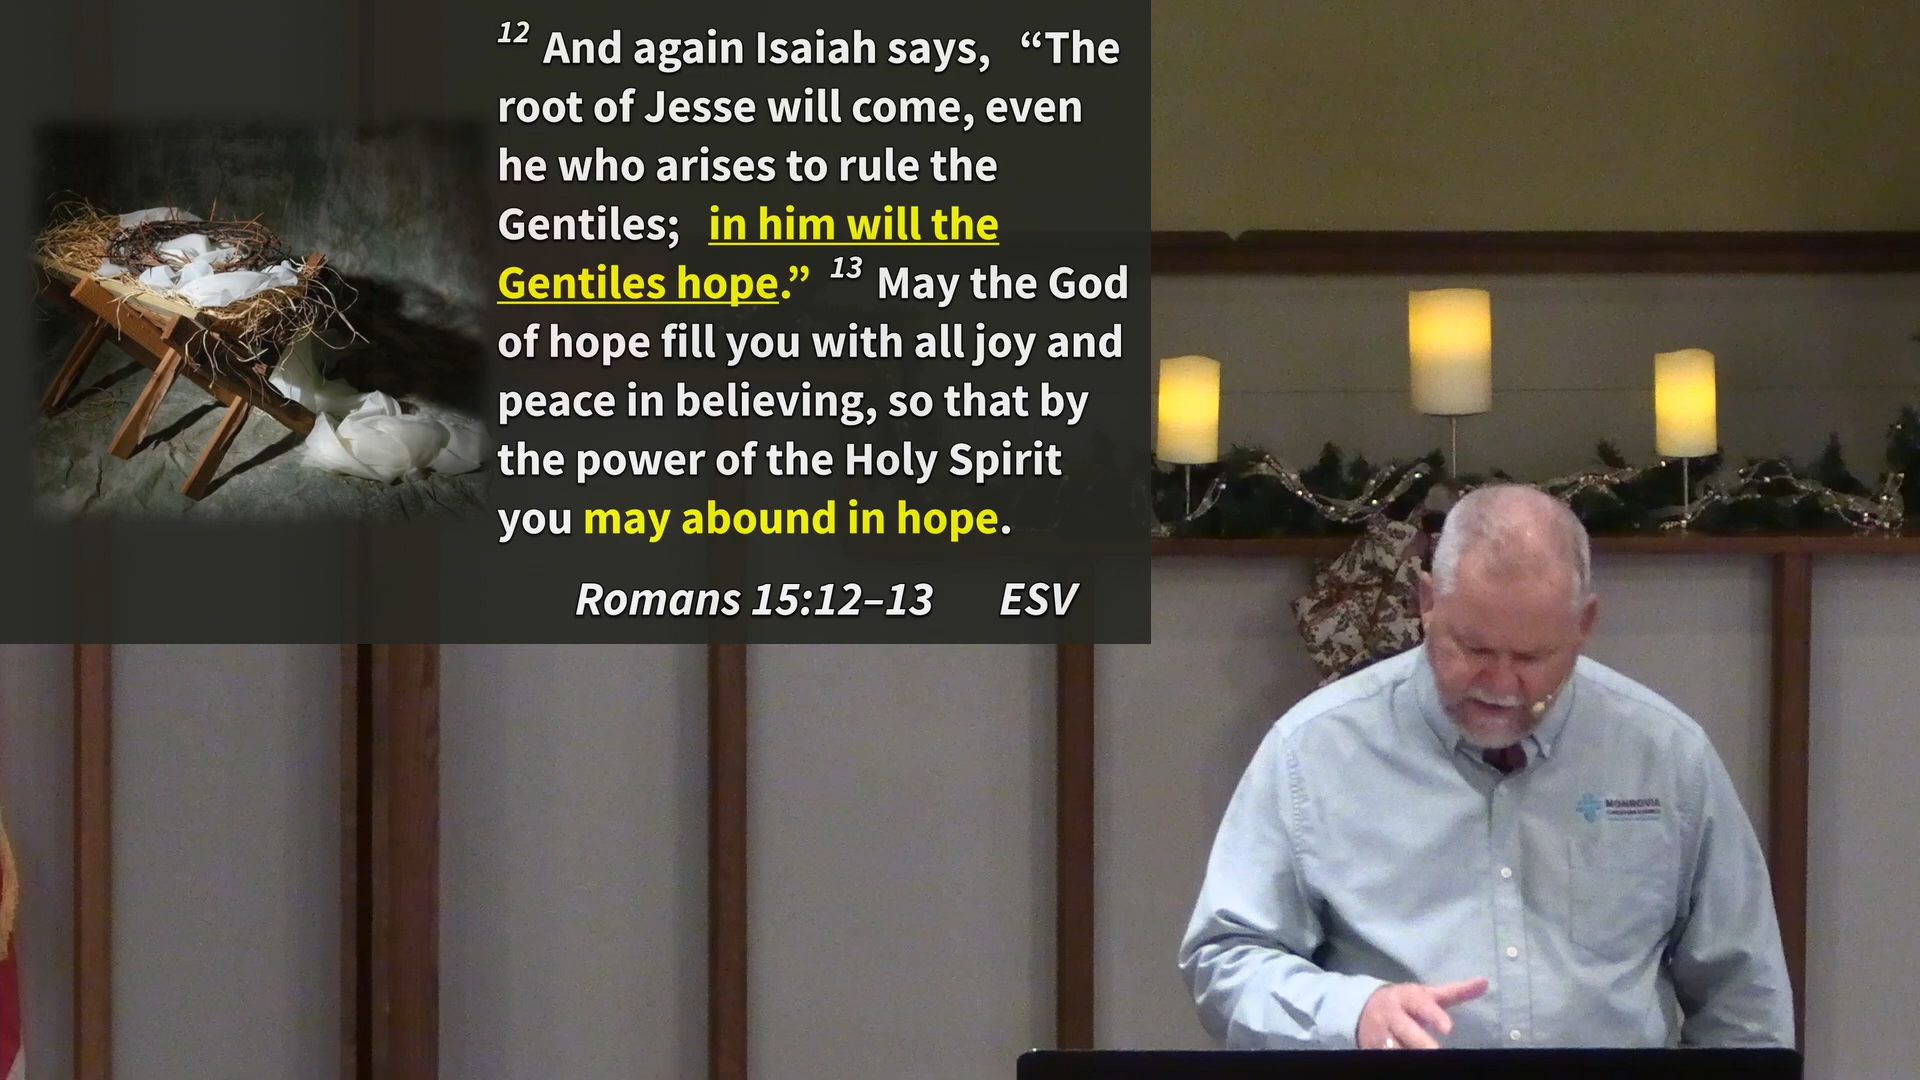 12 And again Isaiah says, “The
root of Jesse will come, even
he who arises to rule the
Gentiles; in him will the
Gentiles hope.” 13 May the God
of hope fill you with all joy and
peace in believing, so that by
the power of the Holy Spirit
you may abound in hope.
Romans 15:12–13 ESV
MONROVIA